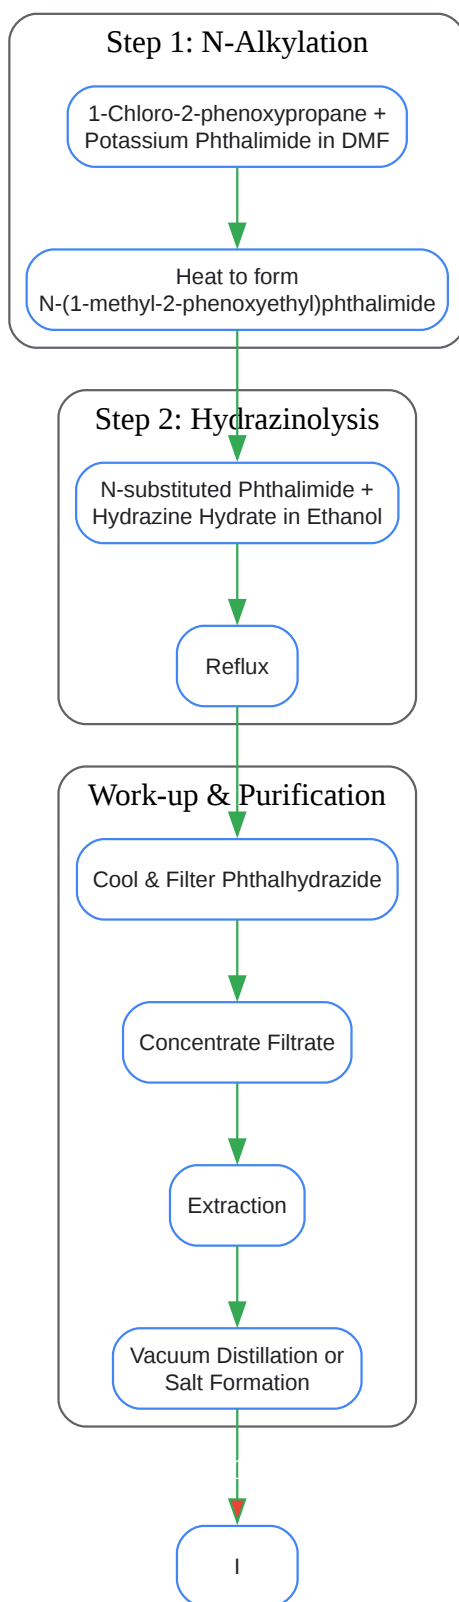 Step 1: N-Alkylation
1-Chloro-2-phenoxypropane +
Potassium Phthalimide in DMF
Heat to form
N-(1-methyl-2-phenoxyethyl)phthalimide
Step 2: Hydrazinolysis
N-substituted Phthalimide +
Hydrazine Hydrate in Ethanol
Reflux
Work-up & Purification
Cool & Filter Phthalhydrazide
Concentrate Filtrate
Extraction
Vacuum Distillation or
Salt Formation
I